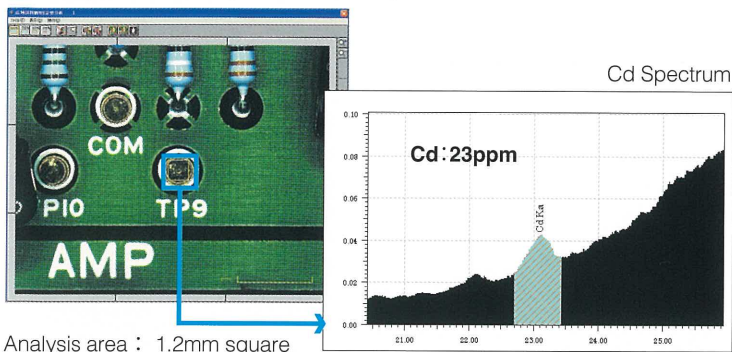 Cd Spectrum
COM
PIO
TP9
AMP
Cd:23ppm
Cd Ka
0.10
0.08
0.06
0.04
0.02
0.00
21.00
22.00
23.00
24.00
25.00
Analysis area : 1.2mm square